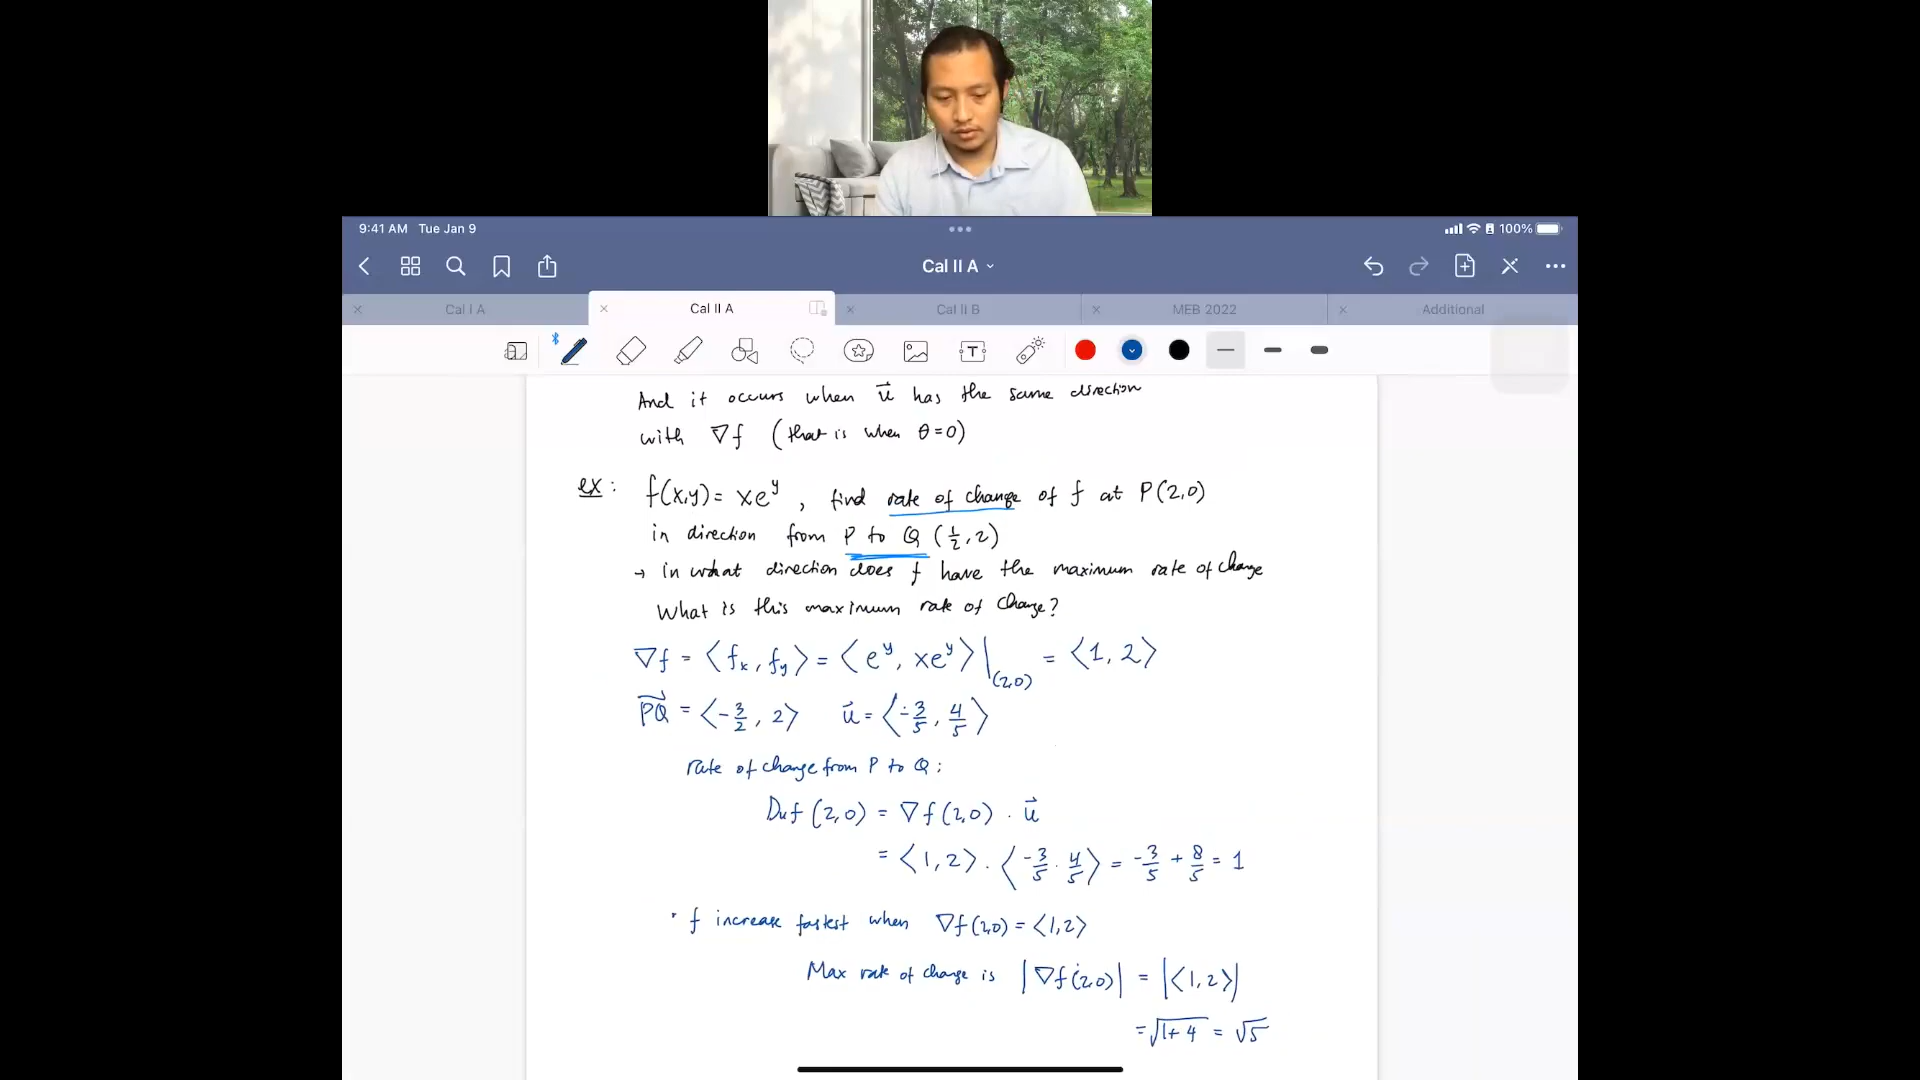 9:41 AM Tue Jan 9
100%
Cal II A
Cal I A
Cal II A
Cal II B
MEB 2022
Additional
And it occurs when u⃗ has the same direction
with ∇f (that is when θ=0)
ex: f(x,y) = xe^y, find rate of change of f at P(2,0)
in direction from P to Q (1/2, 2)
→ in what direction does f have the maximum rate of change
What is this maximum rate of change?
∇f = ⟨f_x, f_y⟩ = ⟨e^y, xe^y⟩|_(2,0) = ⟨1, 2⟩
PQ⃗ = ⟨-3/2, 2⟩ u⃗ = ⟨-3/5, 4/5⟩
rate of change from P to Q:
D_u f(2,0) = ∇f(2,0) · u⃗
= ⟨1, 2⟩ · ⟨-3/5 . 4/5⟩ = -3/5 + 8/5 = 1
• f increase fastest when ∇f(2,0) = ⟨1,2⟩
Max rate of change is |∇f(2,0)| = |⟨1,2⟩|
= √(1+4) = √5